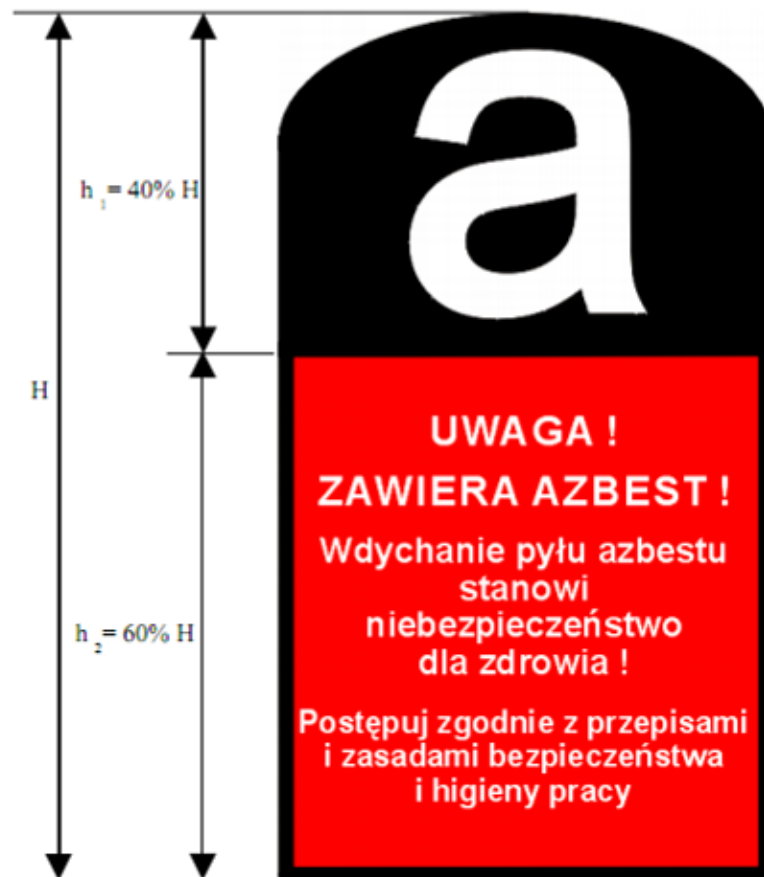 a
h₁= 40% H
H
UWAGA !
ZAWIERA AZBEST !
Wdychanie pyłu azbestu
stanowi
niebezpieczeństwo
dla zdrowia !
h₂= 60% H
Postępuj zgodnie z przepisami
i zasadami bezpieczeństwa
i higieny pracy